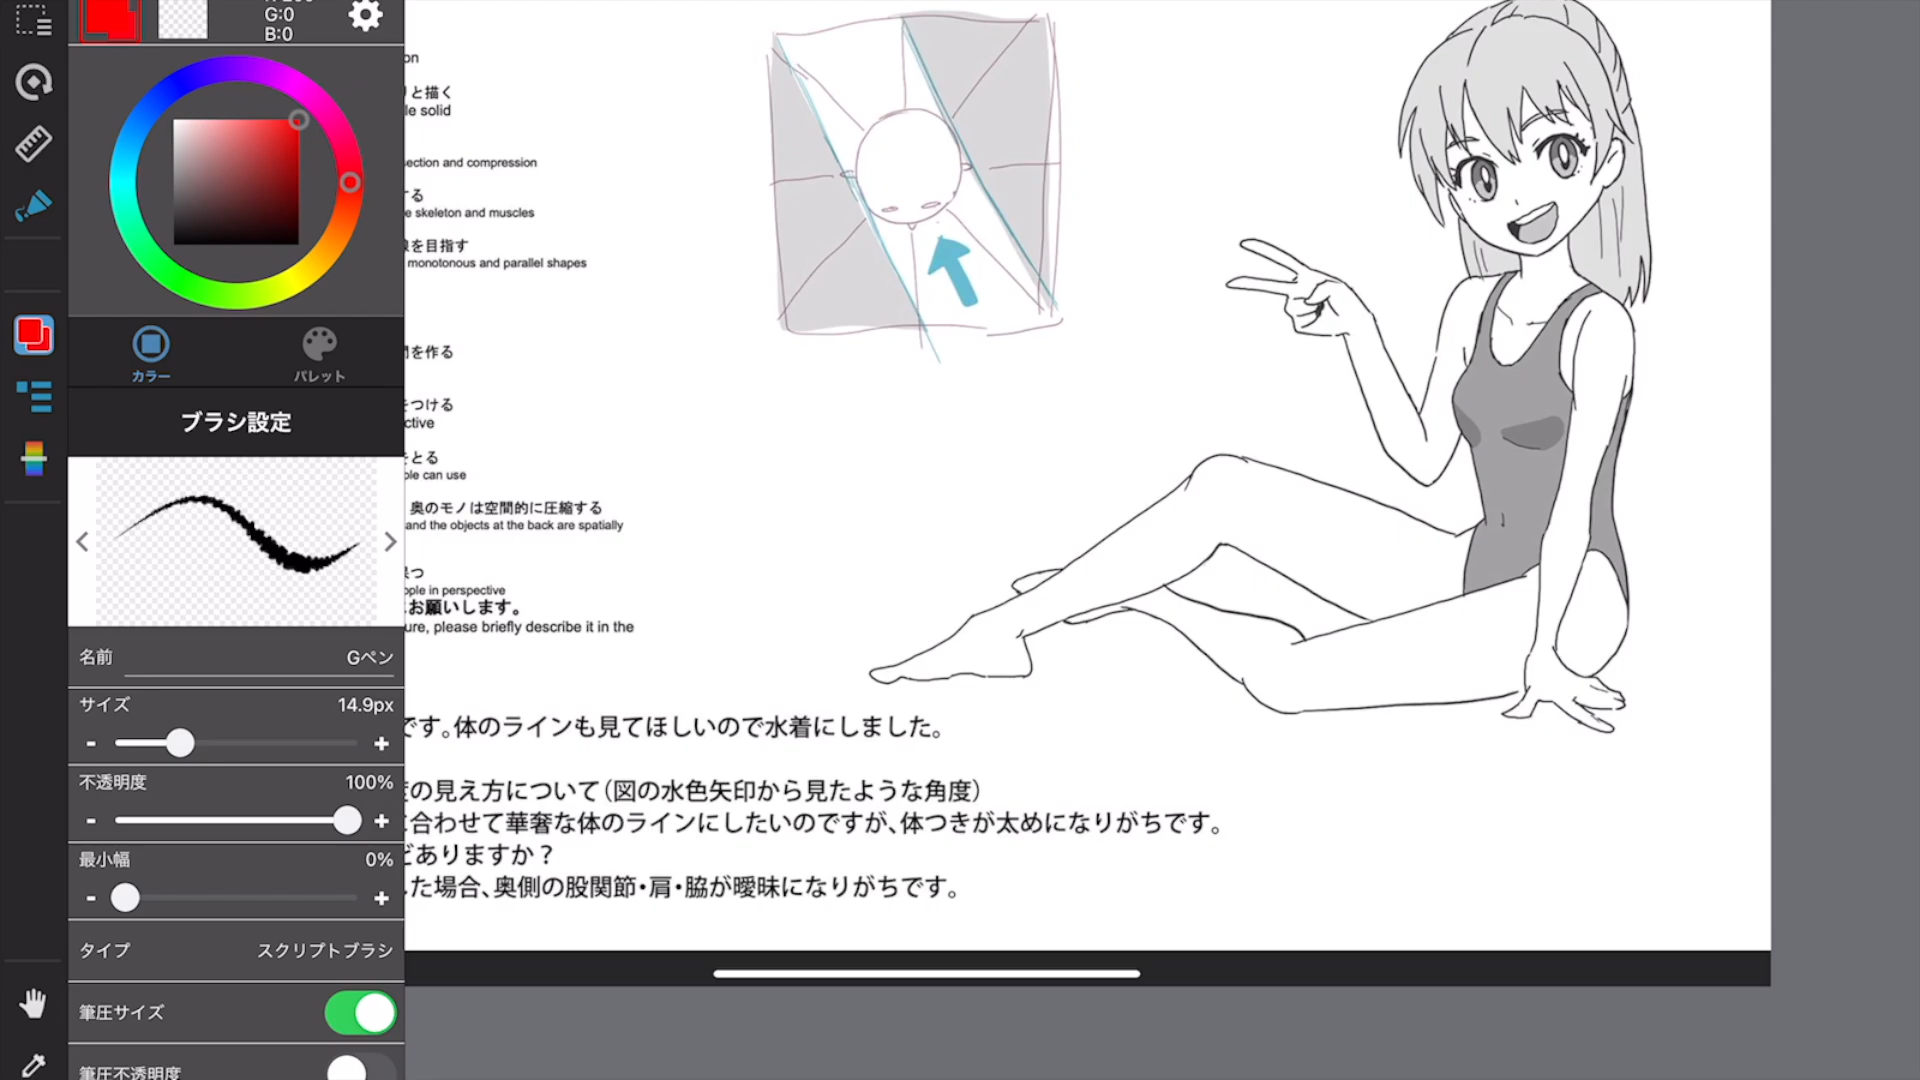 G:0
B:0
カラー
パレット
ブラシ設定
名前
Gペン
サイズ
14.9px
- +
不透明度
100%
- +
最小幅
0%
- +
タイプ
スクリプトブラシ
筆圧サイズ
筆圧不透明度
on
と描く
le solid
section and compression
する
e skeleton and muscles
を目指す
monotonous and parallel shapes
を作る
をつける
ctive
をとる
ple can use
奥のモノは空間的に圧縮する
and the objects at the back are spatially
つ
ople in perspective
お願いします。
ure, please briefly describe it in the
です。体のラインも見てほしいので水着にしました。
の見え方について（図の水色矢印から見たような角度）
合わせて華奢な体のラインにしたいのですが、体つきが太めになりがちです。
どありますか？
した場合、奥側の股関節・肩・脇が曖昧になりがちです。